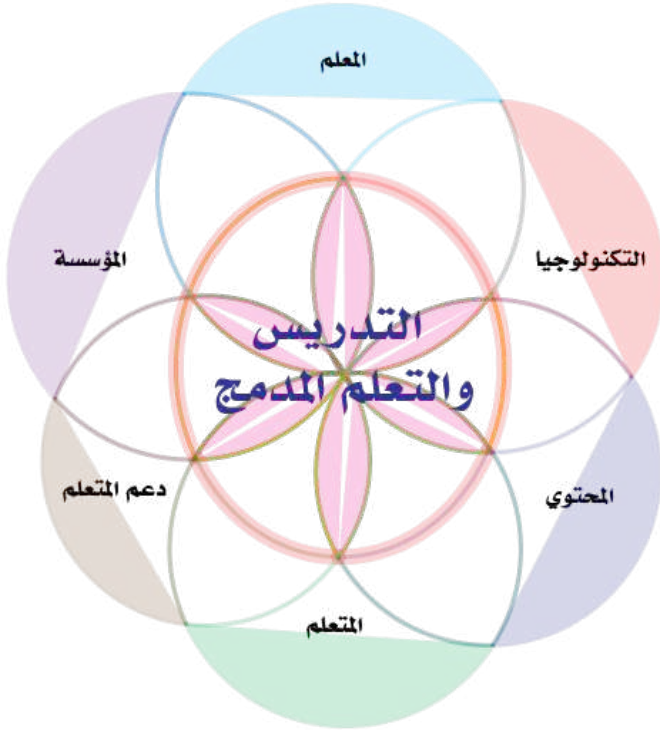 المعلم
التكنولوجيا
المؤسسة
التدريس
والتعلم المدمج
المحتوي
دعم المتعلم
المتعلم